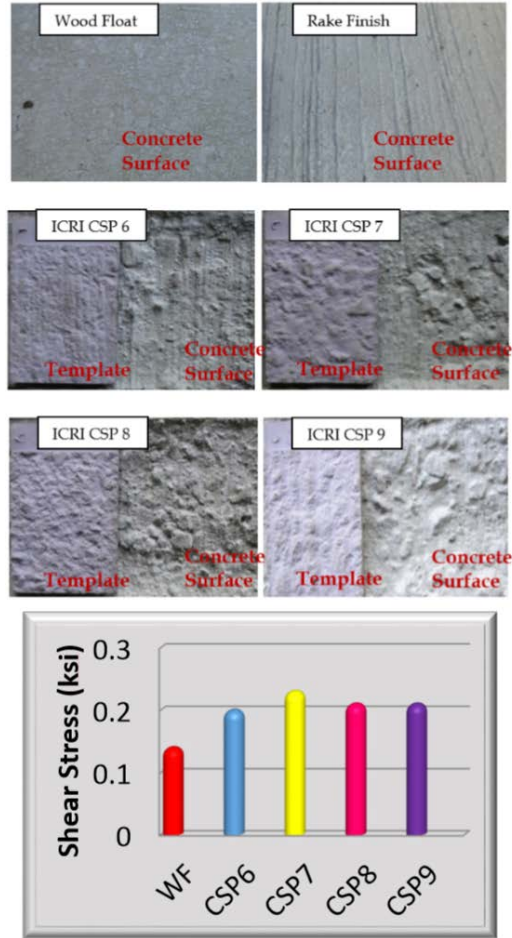 Wood Float
Rake Finish
Concrete
Surface
Concrete
Surface
ICRI CSP 6
ICRI CSP 7
Template
Concrete
Surface
Template
Concrete
Surface
ICRI CSP 8
ICRI CSP 9
Template
Concrete
Surface
Template
Concrete
Surface
Shear Stress (ksi)
0.3
0.2
0.1
0
WF
CSP6
CSP7
CSP8
CSP9